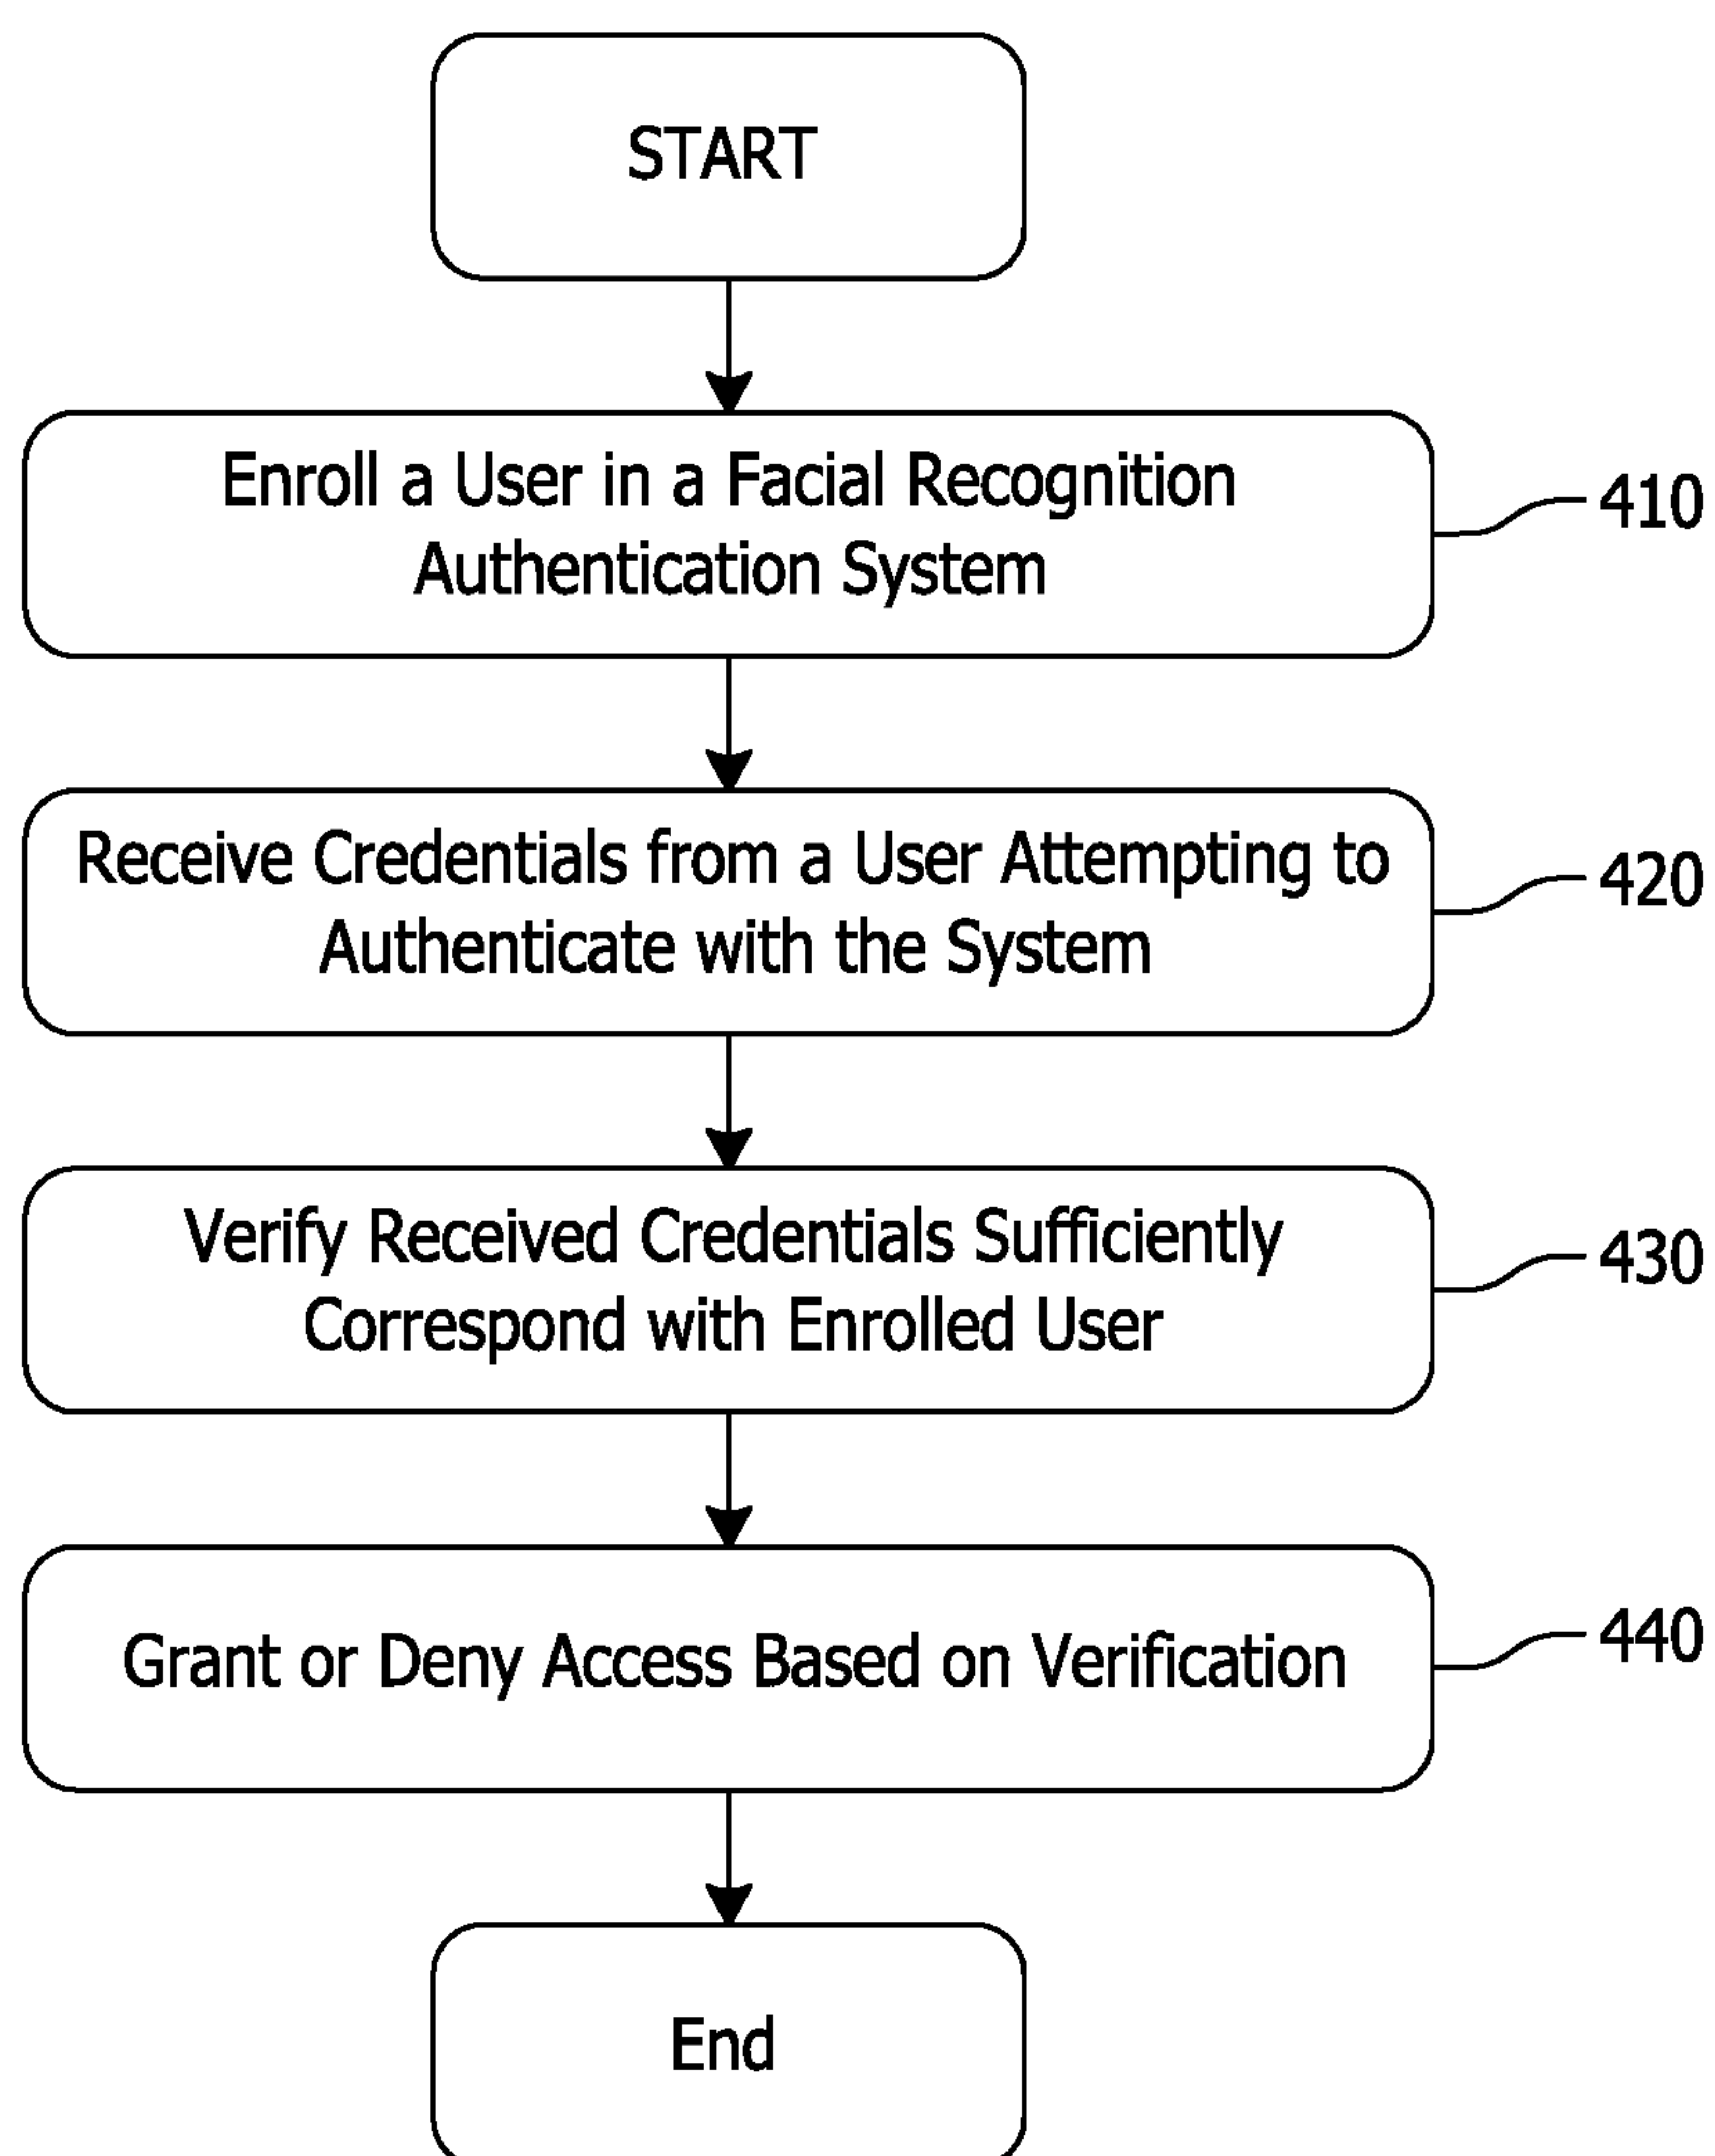 START
Enroll a User in a Facial Recognition
Authentication System
410
Receive Credentials from a User Attempting to
Authenticate with the System
420
Verify Received Credentials Sufficiently
Correspond with Enrolled User
430
Grant or Deny Access Based on Verification
440
End